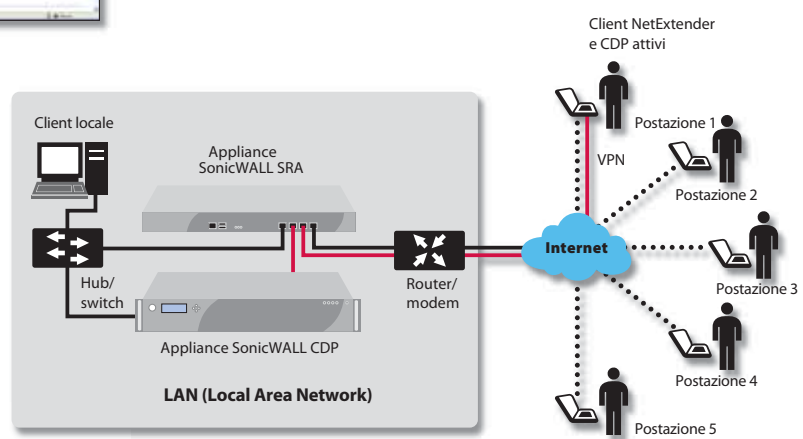 Client NetExtender
e CDP attivi
Client locale
Appliance
SonicWALL SRA
Postazione 1
VPN
Postazione 2
Internet
Hub/
switch
Router/
modem
Postazione 3
Appliance SonicWALL CDP
Postazione 4
LAN (Local Area Network)
Postazione 5